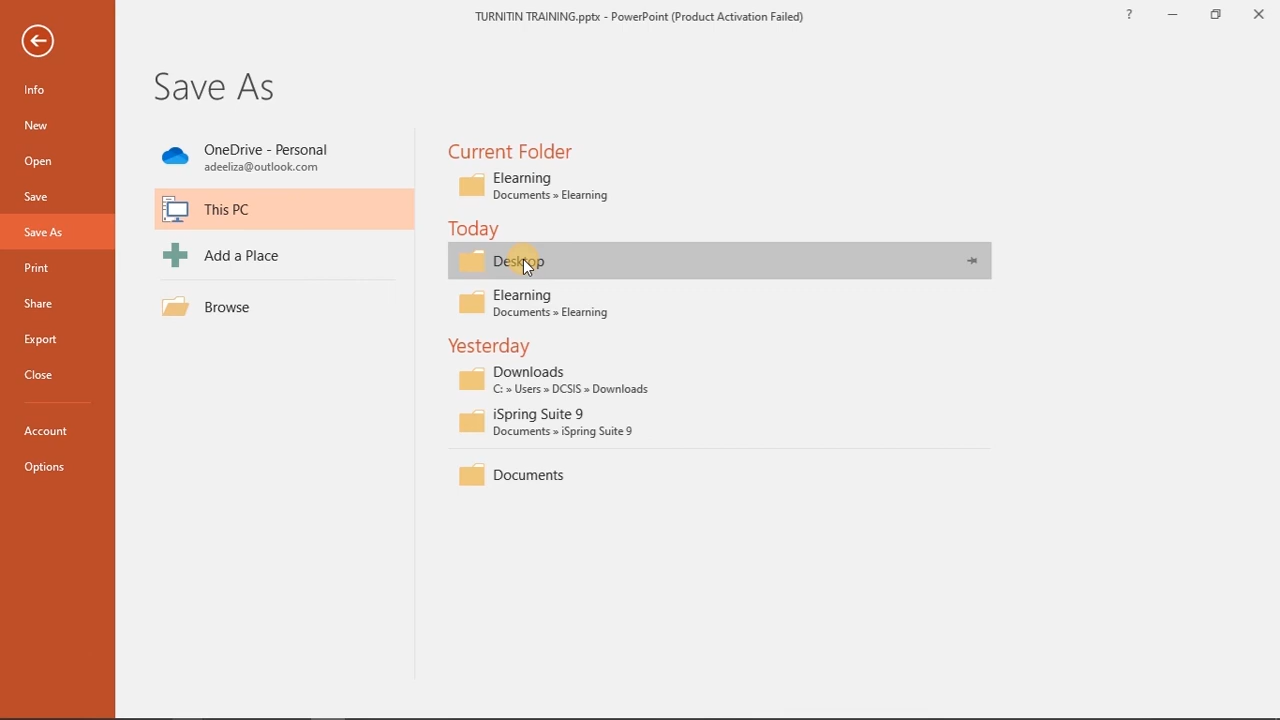 TURNITIN TRAINING.pptx - PowerPoint (Product Activation Failed)
?
Info
New
Open
Save
Save As
Print
Share
Export
Close
Account
Options
Save As
OneDrive - Personal
adeeliza@outlook.com
This PC
Add a Place
Browse
Current Folder
Elearning
Documents » Elearning
Today
Desktop
Elearning
Documents » Elearning
Yesterday
Downloads
C: » Users » DCSIS » Downloads
iSpring Suite 9
Documents » iSpring Suite 9
Documents